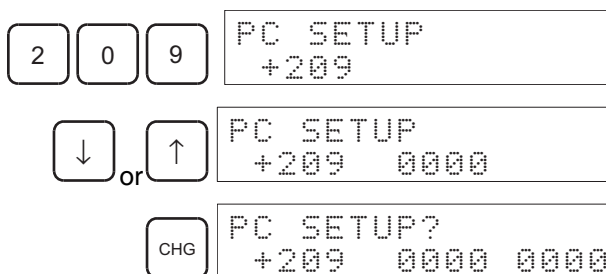 2 0 9 PC SETUP
+209
↓ or ↑ PC SETUP
+209 0000
CHG PC SETUP?
+209 0000 0000